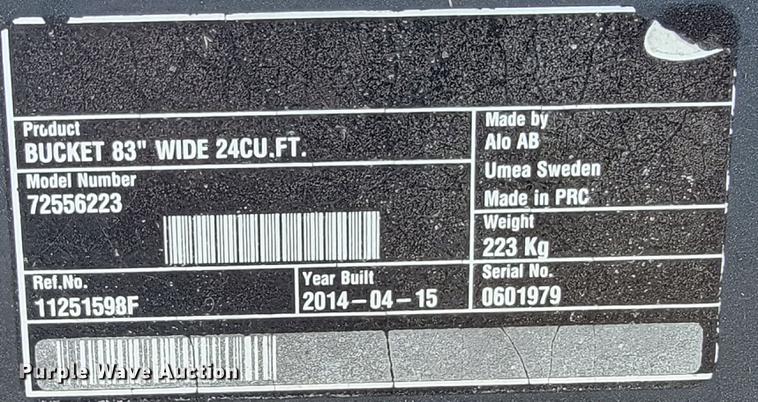 Product
BUCKET 83" WIDE 24CU.FT.
Model Number
72556223
Made by
Alo AB
Umea Sweden
Made in PRC
Weight
223 Kg
Ref.No.
11251598F
Year Built
2014-04-15
Serial No.
0601979
Purple Wave Auction